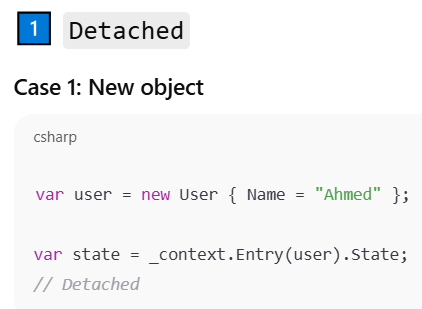 1 Detached
Case 1: New object
csharp
var user = new User { Name = "Ahmed" };
var state = _context.Entry(user).State;
// Detached